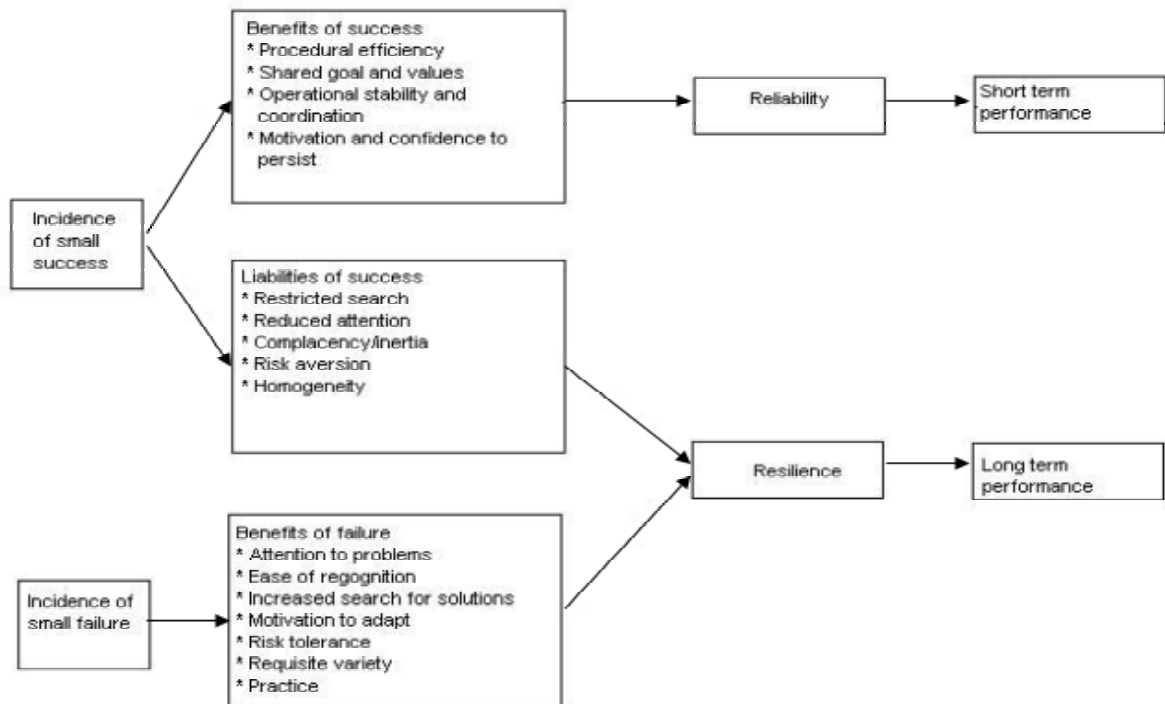 Benefits of success
* Procedural efficiency
* Shared goal and values
* Operational stability and
coordination
* Motivation and confidence to
persist
Reliability
Short term
performance
Incidence
of small
success
Liabilities of success
* Restricted search
* Reduced attention
* Complacency/Inertia
* Risk aversion
* Homogeneity
Resilience
Long term
performance
Incidence of
small failure
Benefits of failure
* Attention to problems
* Ease of regognition
* Increased search for solutions
* Motivation to adapt
* Risk tolerance
* Requisite variety
* Practice